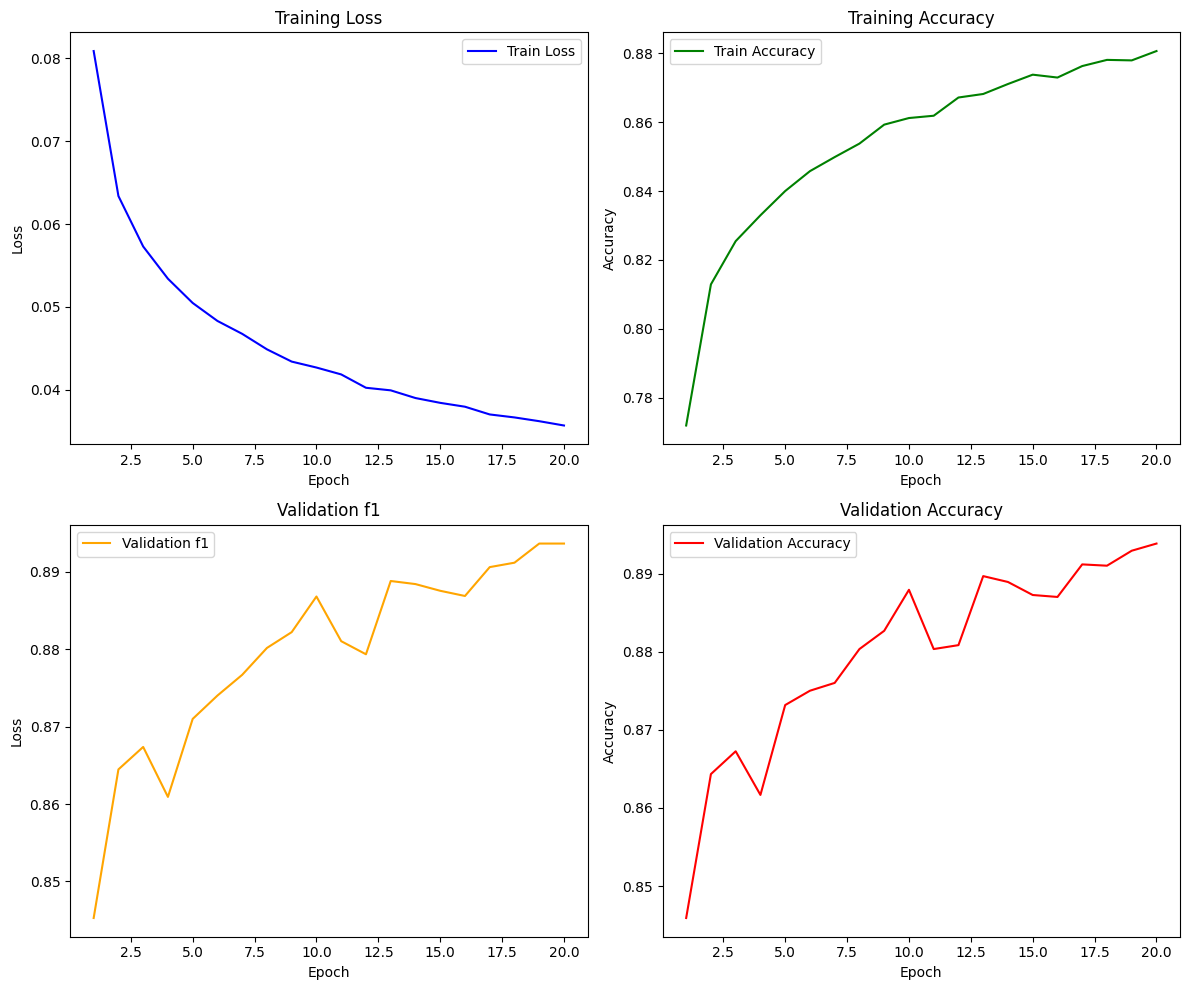 Training Loss
Train Loss
0.08
0.07
0.06
0.05
0.04
Loss
2.5 5.0 7.5 10.0 12.5 15.0 17.5 20.0
Epoch
Training Accuracy
Train Accuracy
0.88
0.86
0.84
0.82
0.80
0.78
Accuracy
2.5 5.0 7.5 10.0 12.5 15.0 17.5 20.0
Epoch
Validation f1
Validation f1
0.89
0.88
0.87
0.86
0.85
Loss
2.5 5.0 7.5 10.0 12.5 15.0 17.5 20.0
Epoch
Validation Accuracy
Validation Accuracy
0.89
0.88
0.87
0.86
0.85
Accuracy
2.5 5.0 7.5 10.0 12.5 15.0 17.5 20.0
Epoch